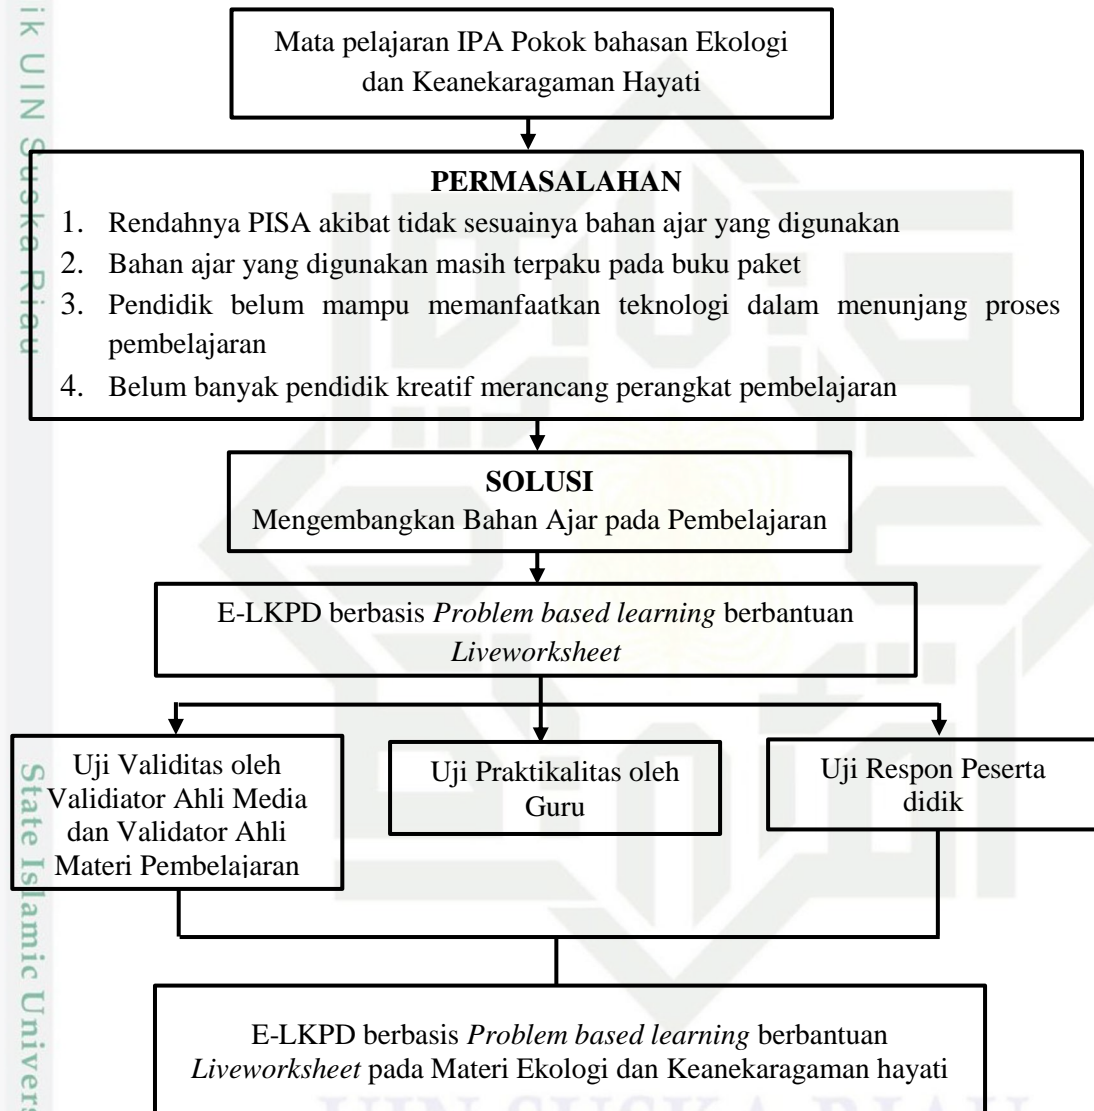 ik UIN Suska Riau
Mata pelajaran IPA Pokok bahasan Ekologi
dan Keanekaragaman Hayati
PERMASALAHAN
1. Rendahnya PISA akibat tidak sesuainya bahan ajar yang digunakan
2. Bahan ajar yang digunakan masih terpaku pada buku paket
3. Pendidik belum mampu memanfaatkan teknologi dalam menunjang proses
pembelajaran
4. Belum banyak pendidik kreatif merancang perangkat pembelajaran
SOLUSI
Mengembangkan Bahan Ajar pada Pembelajaran
E-LKPD berbasis Problem based learning berbantuan
Liveworksheet
Uji Validitas oleh
Validiator Ahli Media
dan Validator Ahli
Materi Pembelajaran
Uji Praktikalitas oleh
Guru
Uji Respon Peserta
didik
State Islamic Univers
E-LKPD berbasis Problem based learning berbantuan
Liveworksheet pada Materi Ekologi dan Keanekaragaman hayati
UIN SUSKA RIAU